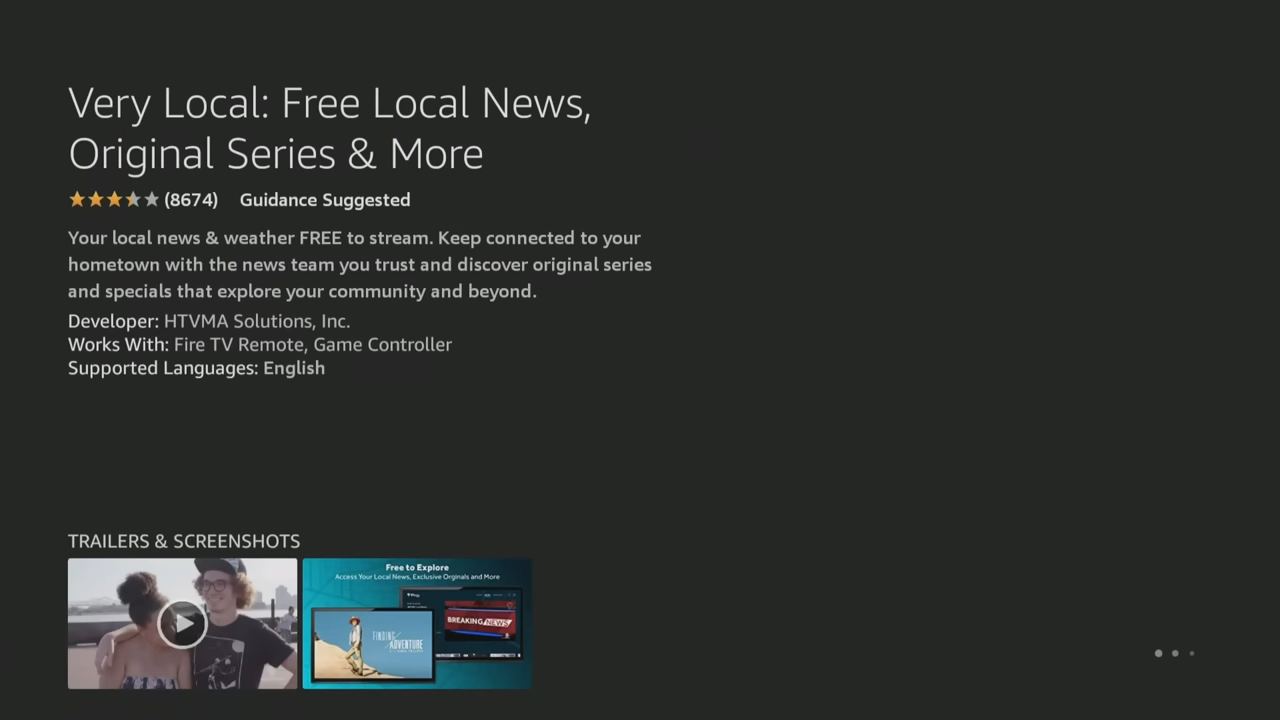 Very Local: Free Local News,
Original Series & More
(8674) Guidance Suggested
Your local news & weather FREE to stream. Keep connected to your
hometown with the news team you trust and discover original series
and specials that explore your community and beyond.
Developer: HTVMA Solutions, Inc.
Works With: Fire TV Remote, Game Controller
Supported Languages: English
TRAILERS & SCREENSHOTS
Free to Explore
Access Your Local News, Exclusive Orginals and More
BREAKING NEWS
FINDING
ADVENTURE